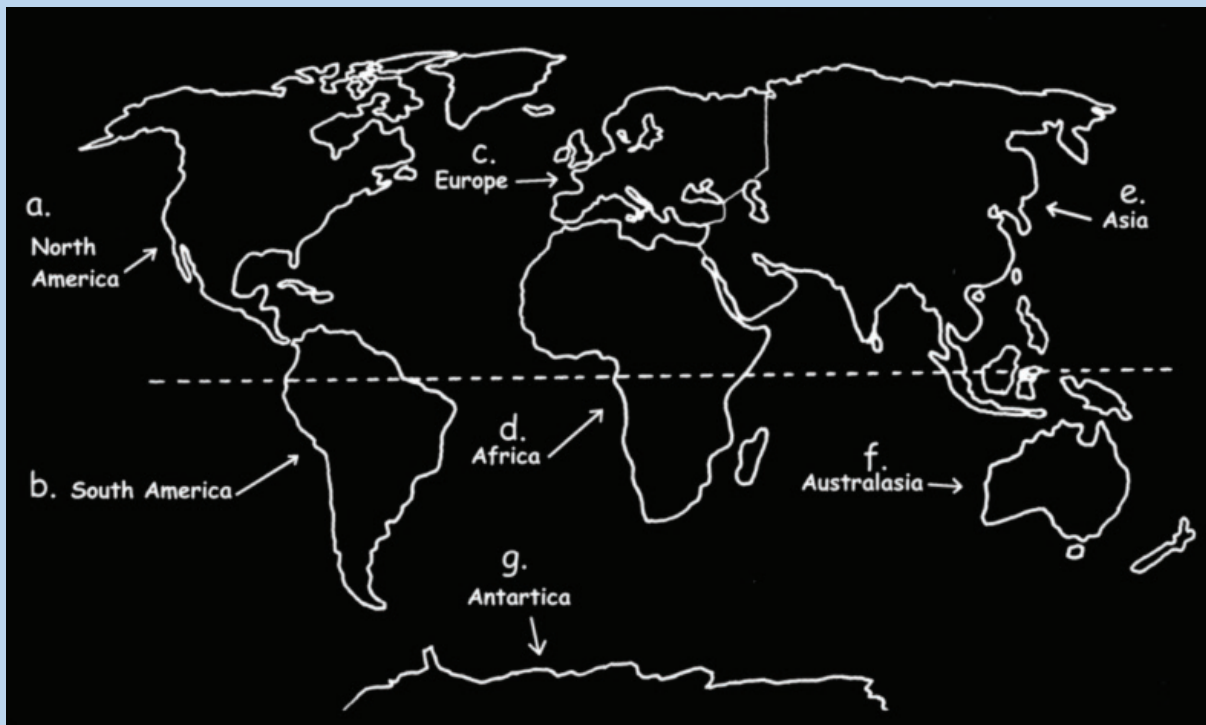 a.
North
America
b. South America
c.
Europe
d.
Africa
e.
Asia
f.
Australasia
g.
Antartica